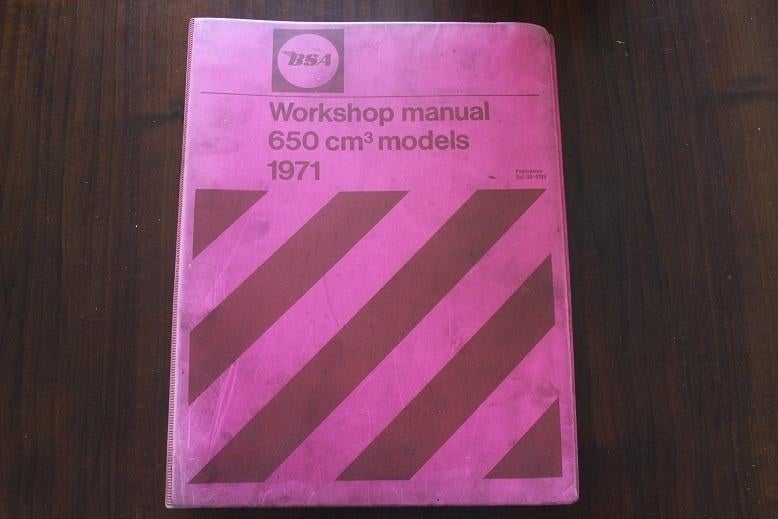 BSA
Workshop manual
650 cm³ models
1971
Publication